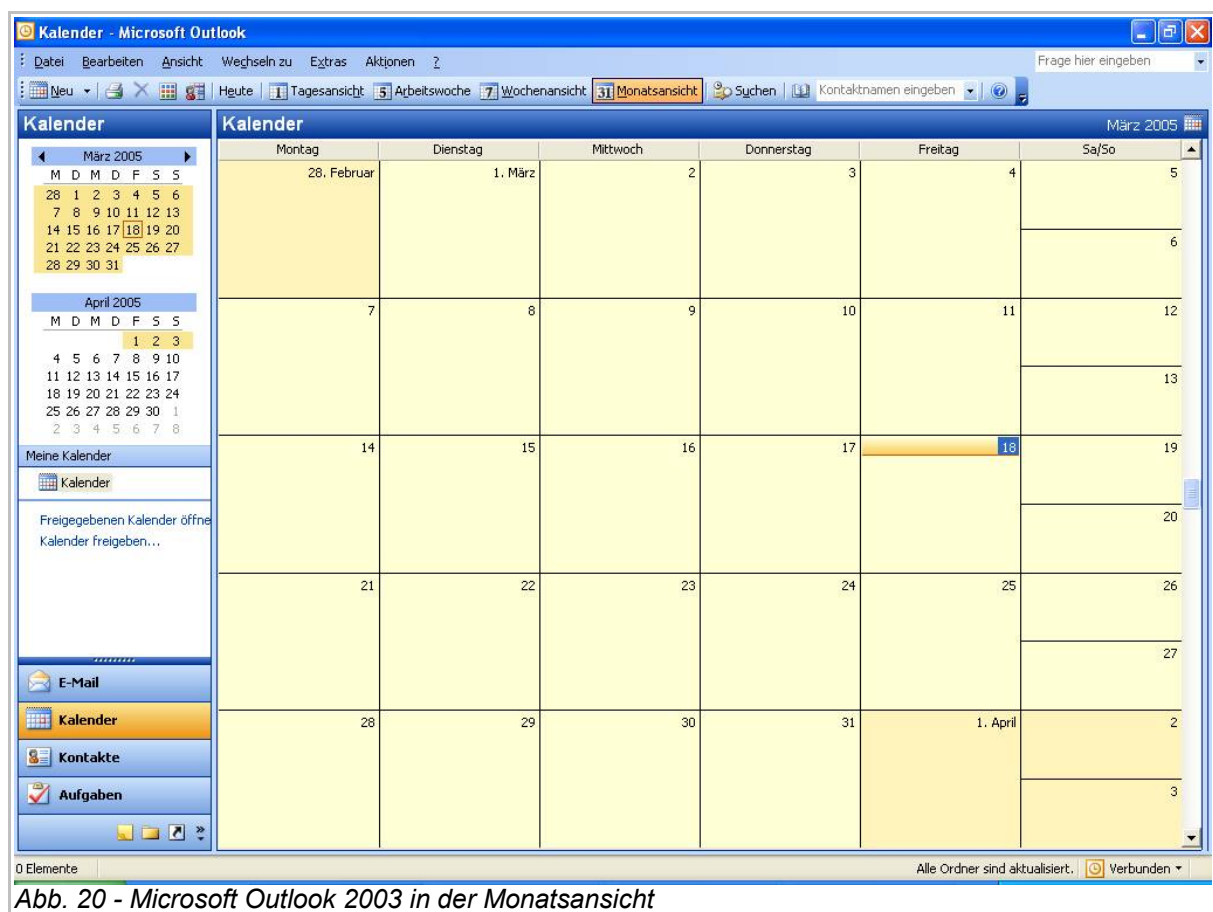 Kalender - Microsoft Outlook
Datei Bearbeiten Ansicht Wechseln zu Extras Aktionen ? Frage hier eingeben
Neu Heute 1 Tagesansicht 5 Arbeitswoche 7 Wochenansicht 31 Monatsansicht Suchen Kontaktnamen eingeben
Kalender
März 2005
M D M D F S S
28 1 2 3 4 5 6
7 8 9 10 11 12 13
14 15 16 17 18 19 20
21 22 23 24 25 26 27
28 29 30 31
April 2005
M D M D F S S
1 2 3
4 5 6 7 8 9 10
11 12 13 14 15 16 17
18 19 20 21 22 23 24
25 26 27 28 29 30 1
2 3 4 5 6 7 8
Meine Kalender
Kalender
Freigegebenen Kalender öffne
Kalender freigeben...
E-Mail
Kalender
Kontakte
Aufgaben
Kalender März 2005
Montag Dienstag Mittwoch Donnerstag Freitag Sa/So
28. Februar 1. März 2 3 4 5
6
7 8 9 10 11 12
13
14 15 16 17 18 19
20
21 22 23 24 25 26
27
28 29 30 31 1. April 2
3
0 Elemente Alle Ordner sind aktualisiert. Verbunden
Abb. 20 - Microsoft Outlook 2003 in der Monatsansicht